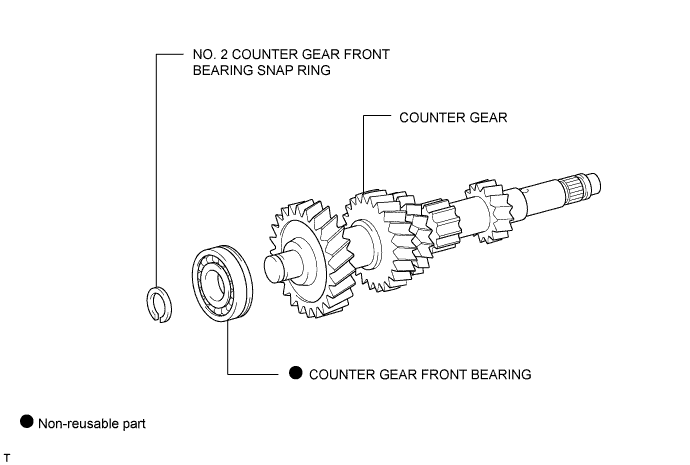 NO. 2 COUNTER GEAR FRONT
BEARING SNAP RING
COUNTER GEAR
COUNTER GEAR FRONT BEARING
Non-reusable part
T